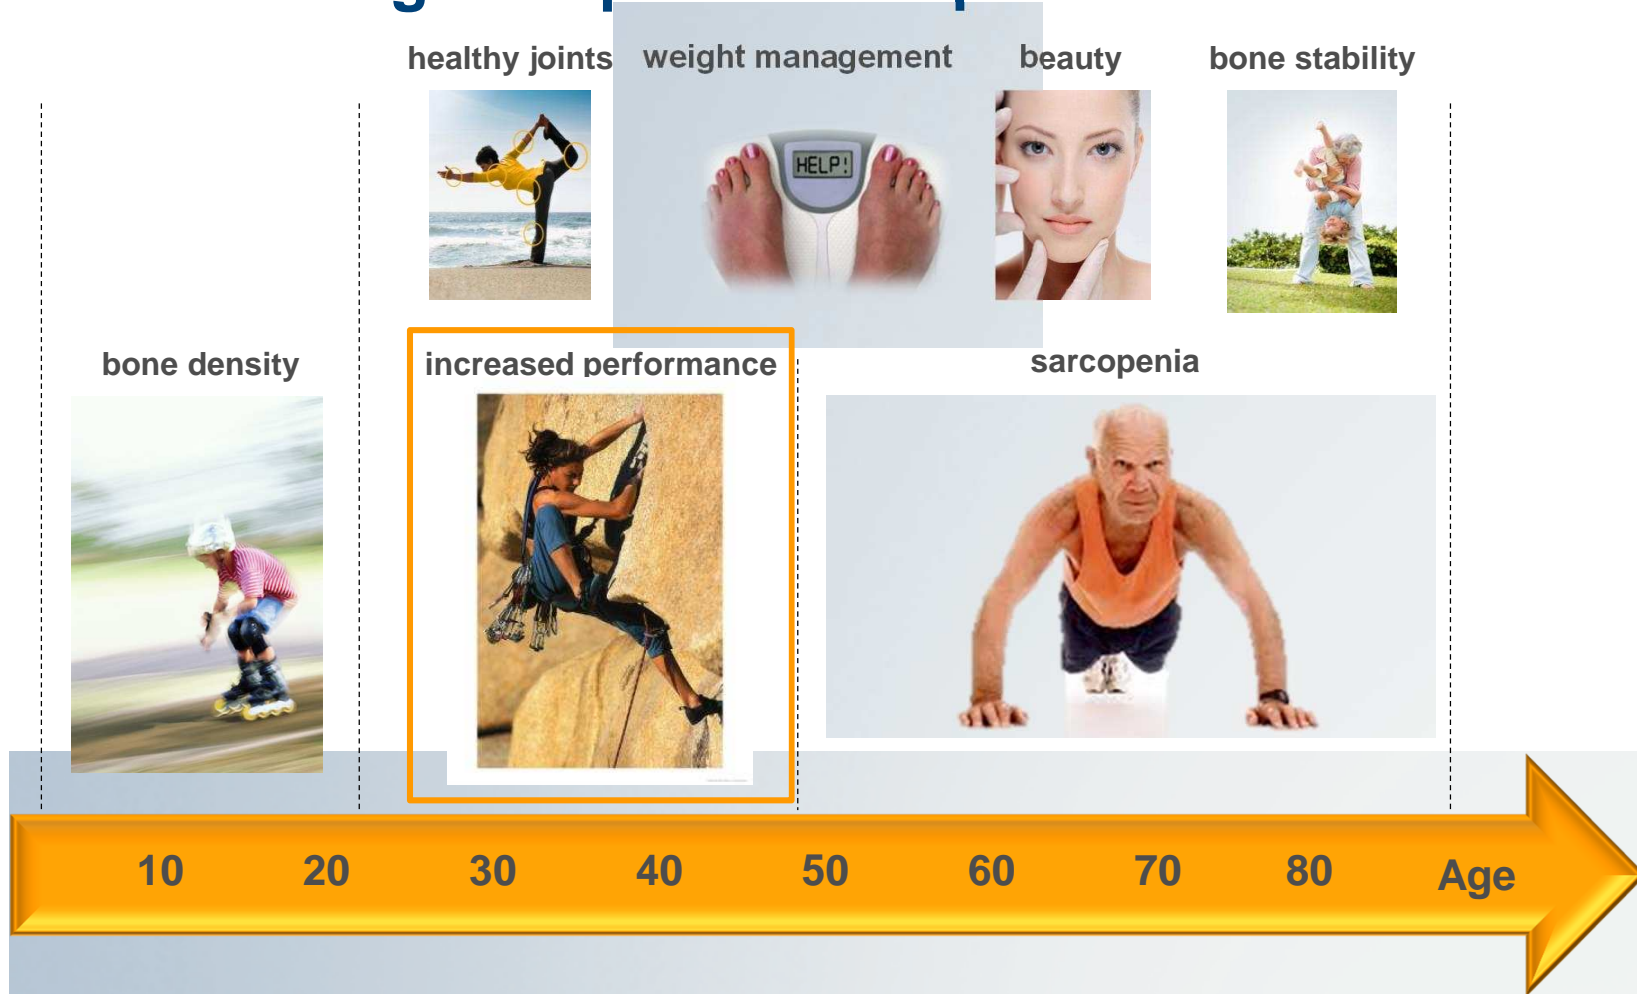 healthy joints
weight management
beauty
bone stability
HELP!
bone density
increased performance
sarcopenia
10 20 30 40 50 60 70 80 Age